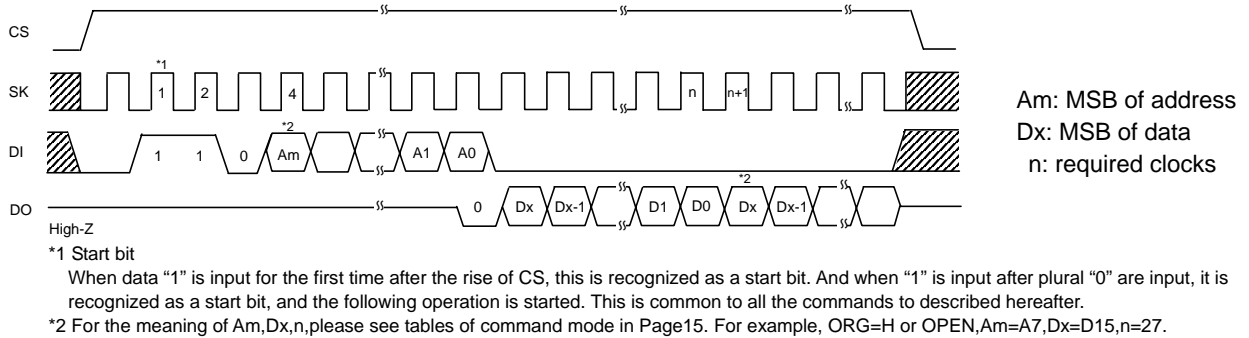 CS
SK
*1
1 2 4 n n+1
Am: MSB of address
Dx: MSB of data
n: required clocks
DI
1 1 0 *2 Am A1 A0
DO
High-Z
0 Dx Dx-1 D1 D0 *2 Dx Dx-1
*1 Start bit
When data “1” is input for the first time after the rise of CS, this is recognized as a start bit. And when “1” is input after plural “0” are input, it is
recognized as a start bit, and the following operation is started. This is common to all the commands to described hereafter.
*2 For the meaning of Am,Dx,n,please see tables of command mode in Page15. For example, ORG=H or OPEN,Am=A7,Dx=D15,n=27.